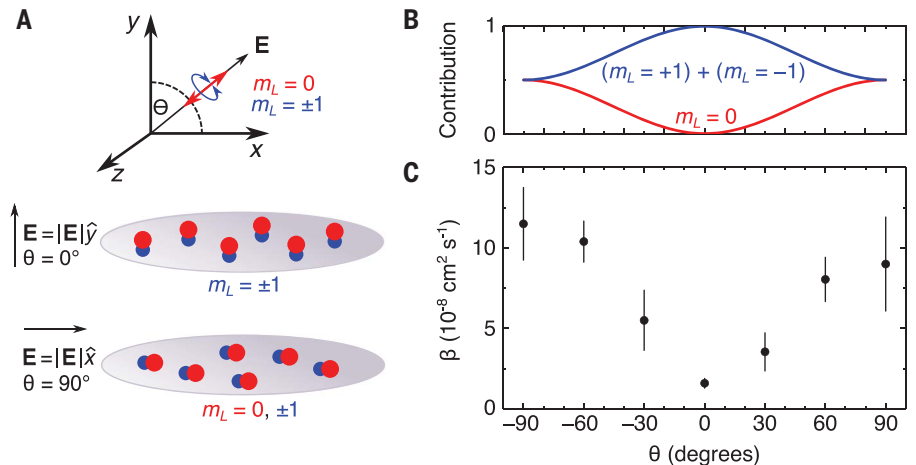 A
y
E
m_L = 0
m_L = ±1
Θ
x
z
E = |E|ŷ
θ = 0°
m_L = ±1
E = |E|x̂
θ = 90°
m_L = 0, ±1
B
1
Contribution
0
(m_L = +1) + (m_L = −1)
m_L = 0
C
15
10
5
0
β (10⁻⁸ cm² s⁻¹)
−90 −60 −30 0 30 60 90
θ (degrees)